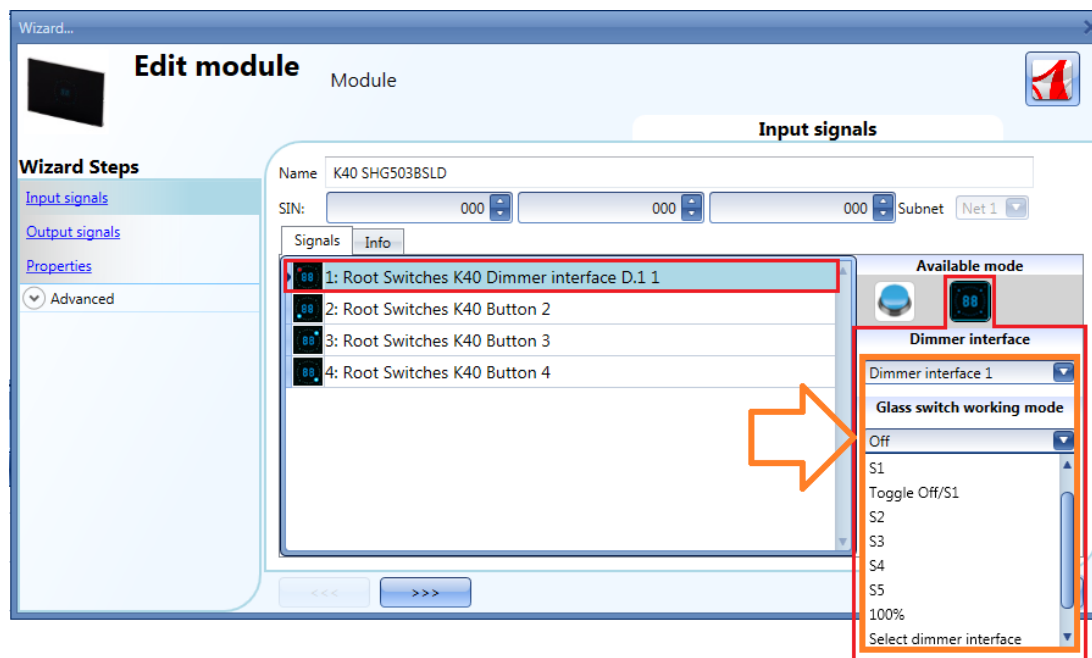 Wizard...
Edit module
Module
Input signals
Wizard Steps
Input signals
Output signals
Properties
Advanced
Name K40 SHG503BSLD
SIN: 000 000 000 Subnet Net 1
Signals Info
1: Root Switches K40 Dimmer interface D.1 1
2: Root Switches K40 Button 2
3: Root Switches K40 Button 3
4: Root Switches K40 Button 4
Available mode
88
Dimmer interface
Dimmer interface 1
Glass switch working mode
Off
S1
Toggle Off/S1
S2
S3
S4
S5
100%
Select dimmer interface
<<<
>>>